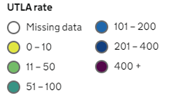 UTLA rate
Missing data
0 – 10
11 – 50
51 – 100
101 – 200
201 – 400
400 +